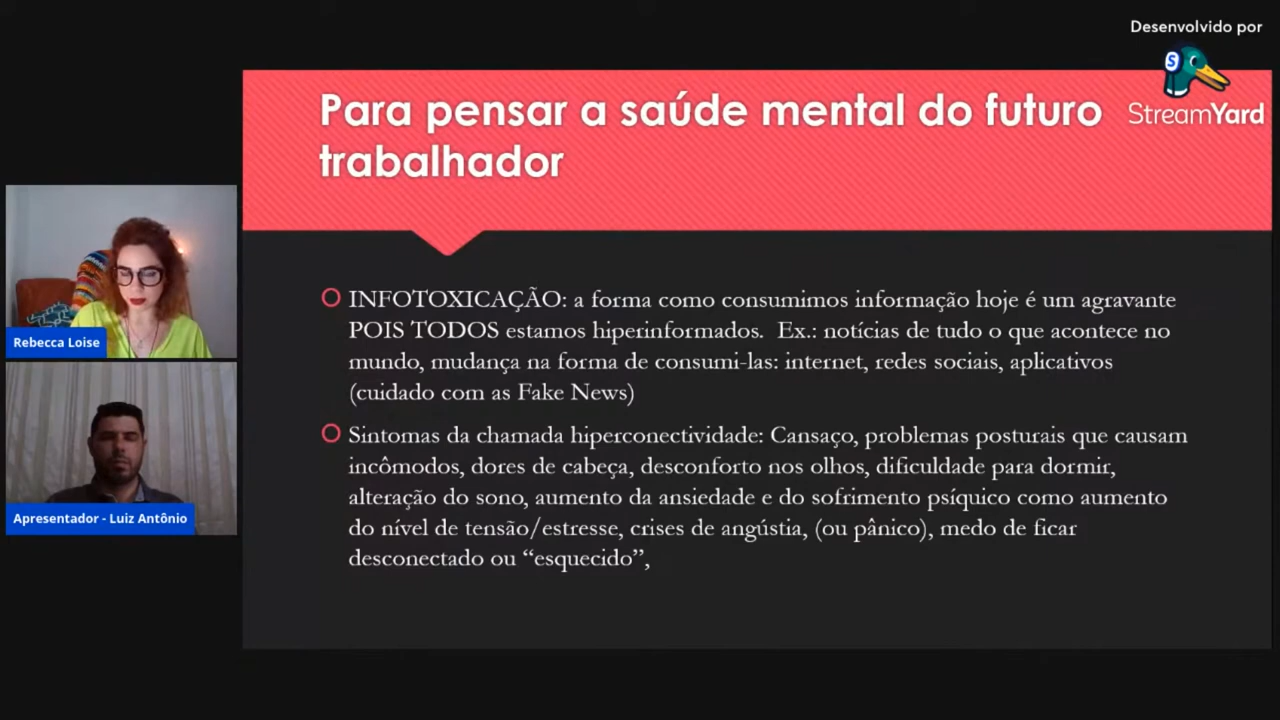 Desenvolvido por
StreamYard
Para pensar a saúde mental do futuro
trabalhador
INFOTOXICAÇÃO: a forma como consumimos informação hoje é um agravante
POIS TODOS estamos hiperinformados. Ex.: notícias de tudo o que acontece no
mundo, mudança na forma de consumi-las: internet, redes sociais, aplicativos
(cuidado com as Fake News)
Sintomas da chamada hiperconectividade: Cansaço, problemas posturais que causam
incômodos, dores de cabeça, desconforto nos olhos, dificuldade para dormir,
alteração do sono, aumento da ansiedade e do sofrimento psíquico como aumento
do nível de tensão/estresse, crises de angústia, (ou pânico), medo de ficar
desconectado ou “esquecido”,
Rebecca Loise
Apresentador - Luiz Antônio